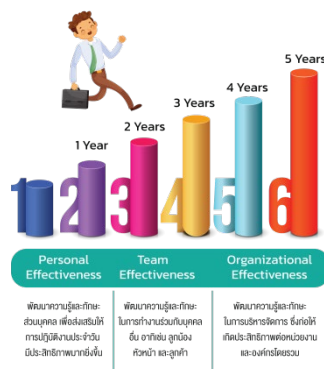 5 Years
4 Years
3 Years
2 Years
1 Year
1 2 3 4 5 6
Personal Effectiveness
พัฒนาความรู้และทักษะ
ส่วนบุคคล เพื่อส่งเสริมให้
การปฏิบัติงานประจำวัน
มีประสิทธิภาพมากยิ่งขึ้น
Team Effectiveness
พัฒนาความรู้และทักษะ
ในการทำงานร่วมกับบุคคล
อื่น อาทิเช่น ลูกน้อง
หัวหน้า และลูกค้า
Organizational Effectiveness
พัฒนาความรู้และทักษะ
ในการบริหารจัดการ ซึ่งก่อให้
เกิดประสิทธิภาพต่อหน่วยงาน
และองค์กรโดยรวม